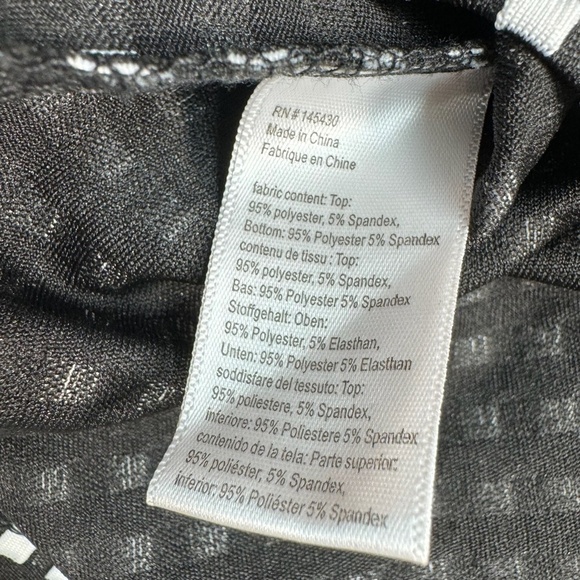 RN # 145430
Made in China
Fabrique en Chine
fabric content: Top:
95% polyester, 5% Spandex,
Bottom: 95% Polyester 5% Spandex
contenu de tissu : Top:
95% polyester, 5% Spandex,
Bas: 95% Polyester 5% Spandex
Stoffgehalt: Oben:
95% Polyester, 5% Elasthan,
Unten: 95% Polyester 5% Elasthan
soddisfare del tessuto: Top:
95% poliestere, 5% Spandex,
inferiore: 95% Poliestere 5% Spandex
contenido de la tela: Parte superior:
95% poliéster, 5% Spandex,
inferior: 95% Poliéster 5% Spandex